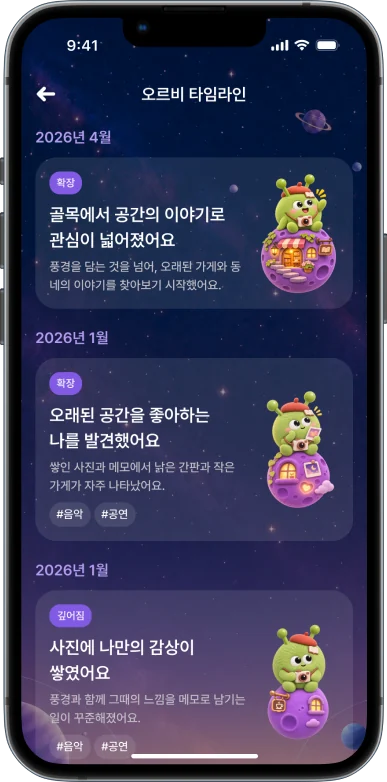 9:41
오르비 타임라인
2026년 4월
확장
골목에서 공간의 이야기로
관심이 넓어졌어요
풍경을 담는 것을 넘어, 오래된 가게와 동
네의 이야기를 찾아보기 시작했어요.
2026년 1월
확장
오래된 공간을 좋아하는
나를 발견했어요
쌓인 사진과 메모에서 낡은 간판과 작은
가게가 자주 나타났어요.
#음악 #공연
2026년 1월
깊어짐
사진에 나만의 감상이
쌓였어요
풍경과 함께 그때의 느낌을 메모로 남기는
일이 꾸준해졌어요.
#음악 #공연